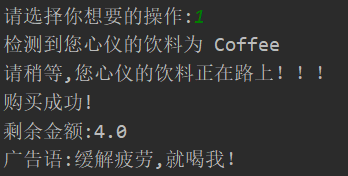 请选择你想要的操作:1
检测到您心仪的饮料为 Coffee
请稍等,您心仪的饮料正在路上！！！
购买成功!
剩余金额:4.0
广告语:缓解疲劳,就喝我!